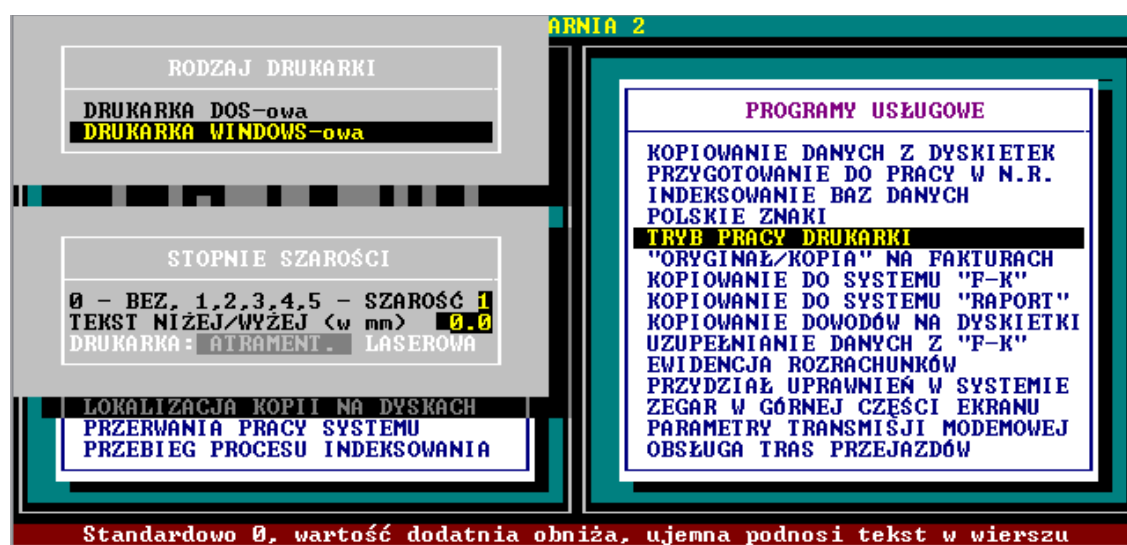 ARNIA 2
RODZAJ DRUKARKI
DRUKARKA DOS-owa
DRUKARKA WINDOWS-owa
STOPNIE SZAROŚCI
0 - BEZ, 1,2,3,4,5 - SZAROŚĆ 1
TEKST NIŻEJ/WYŻEJ (w mm) 0.0
DRUKARKA: ATRAMENT. LASEROWA
LOKALIZACJA KOPII NA DYSKACH
PRZERWANIA PRACY SYSTEMU
PRZEBIEG PROCESU INDEKSOWANIA
PROGRAMY USŁUGOWE
KOPIOWANIE DANYCH Z DYSKIETEK
PRZYGOTOWANIE DO PRACY W N.R.
INDEKSOWANIE BAZ DANYCH
POLSKIE ZNAKI
TRYB PRACY DRUKARKI
"ORYGINAŁ/KOPIA" NA FAKTURACH
KOPIOWANIE DO SYSTEMU "F-K"
KOPIOWANIE DO SYSTEMU "RAPORT"
KOPIOWANIE DOWODÓW NA DYSKIETKI
UZUPEŁNIANIE DANYCH Z "F-K"
EWIDENCJA ROZRACHUNKÓW
PRZYDZIAŁ UPRAWNIEŃ W SYSTEMIE
ZEGAR W GÓRNEJ CZĘŚCI EKRANU
PARAMETRY TRANSMISJI MODEMOWEJ
OBSŁUGA TRAS PRZEJAZDÓW
Standardowo 0, wartość dodatnia obniża, ujemna podnosi tekst w wierszu